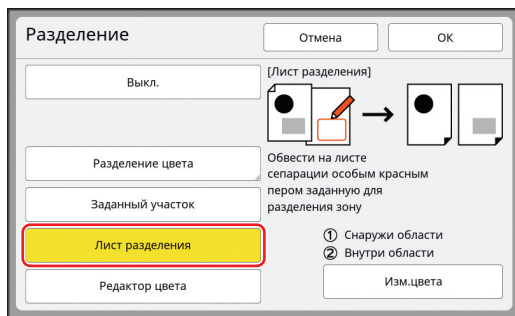 Разделение
Отмена
ОК
Выкл.
Разделение цвета
Заданный участок
Лист разделения
Редактор цвета
[Лист разделения]
Обвести на листе
сепарации особым красным
пером заданную для
разделения зону
① Снаружи области
② Внутри области
Изм.цвета